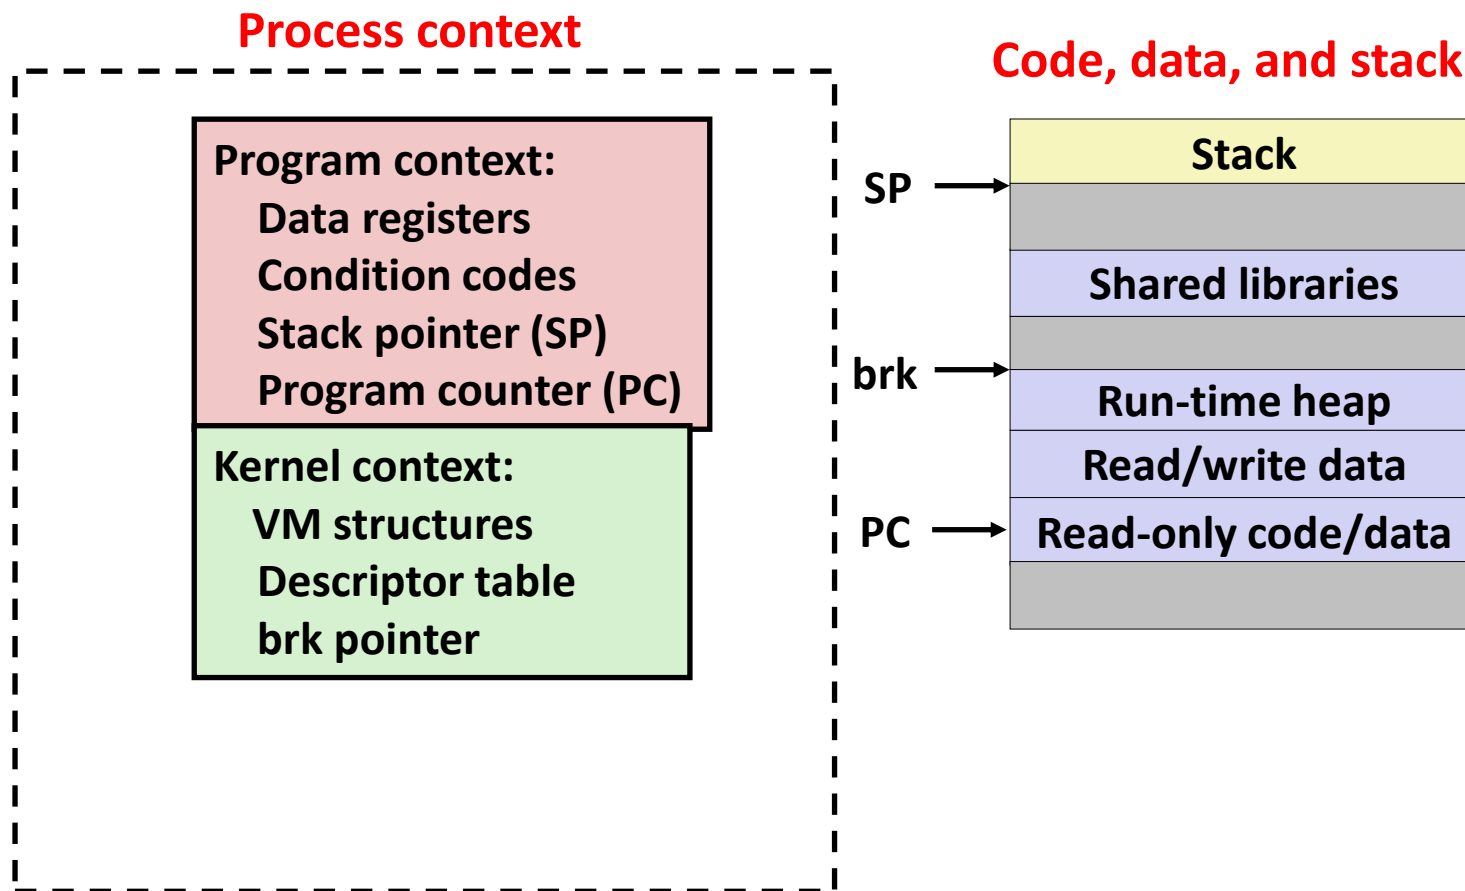 Process context
Program context:
Data registers
Condition codes
Stack pointer (SP)
Program counter (PC)
Kernel context:
VM structures
Descriptor table
brk pointer
Code, data, and stack
Stack
SP
Shared libraries
brk
Run-time heap
Read/write data
PC
Read-only code/data